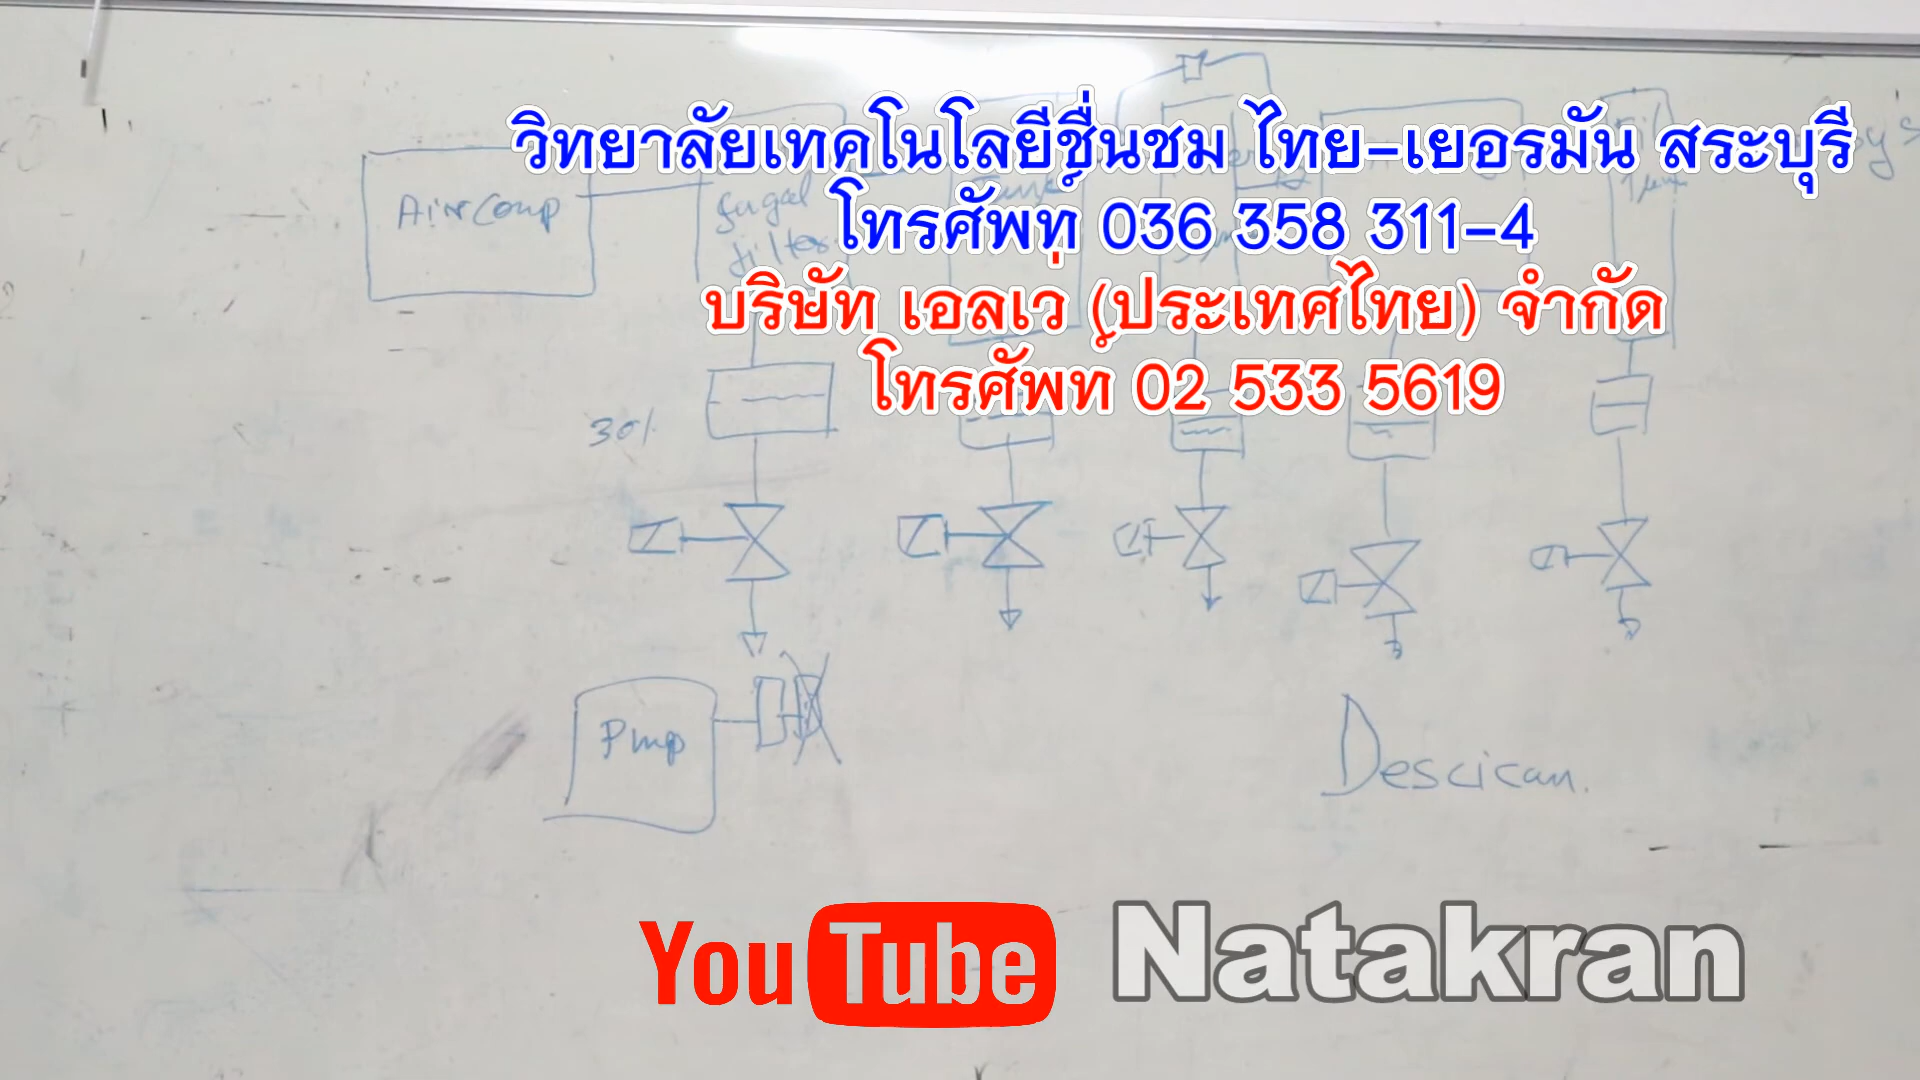 วิทยาลัยเทคโนโลยีชื่นชม ไทย-เยอรมัน สระบุรี
โทรศัพท์ 036 358 311-4
บริษัท เอลเว่ (ประเทศไทย) จำกัด
โทรศัพท์ 02 533 5619
Air Comp
filter
30%
Pmp
Descican.
YouTube Natakran